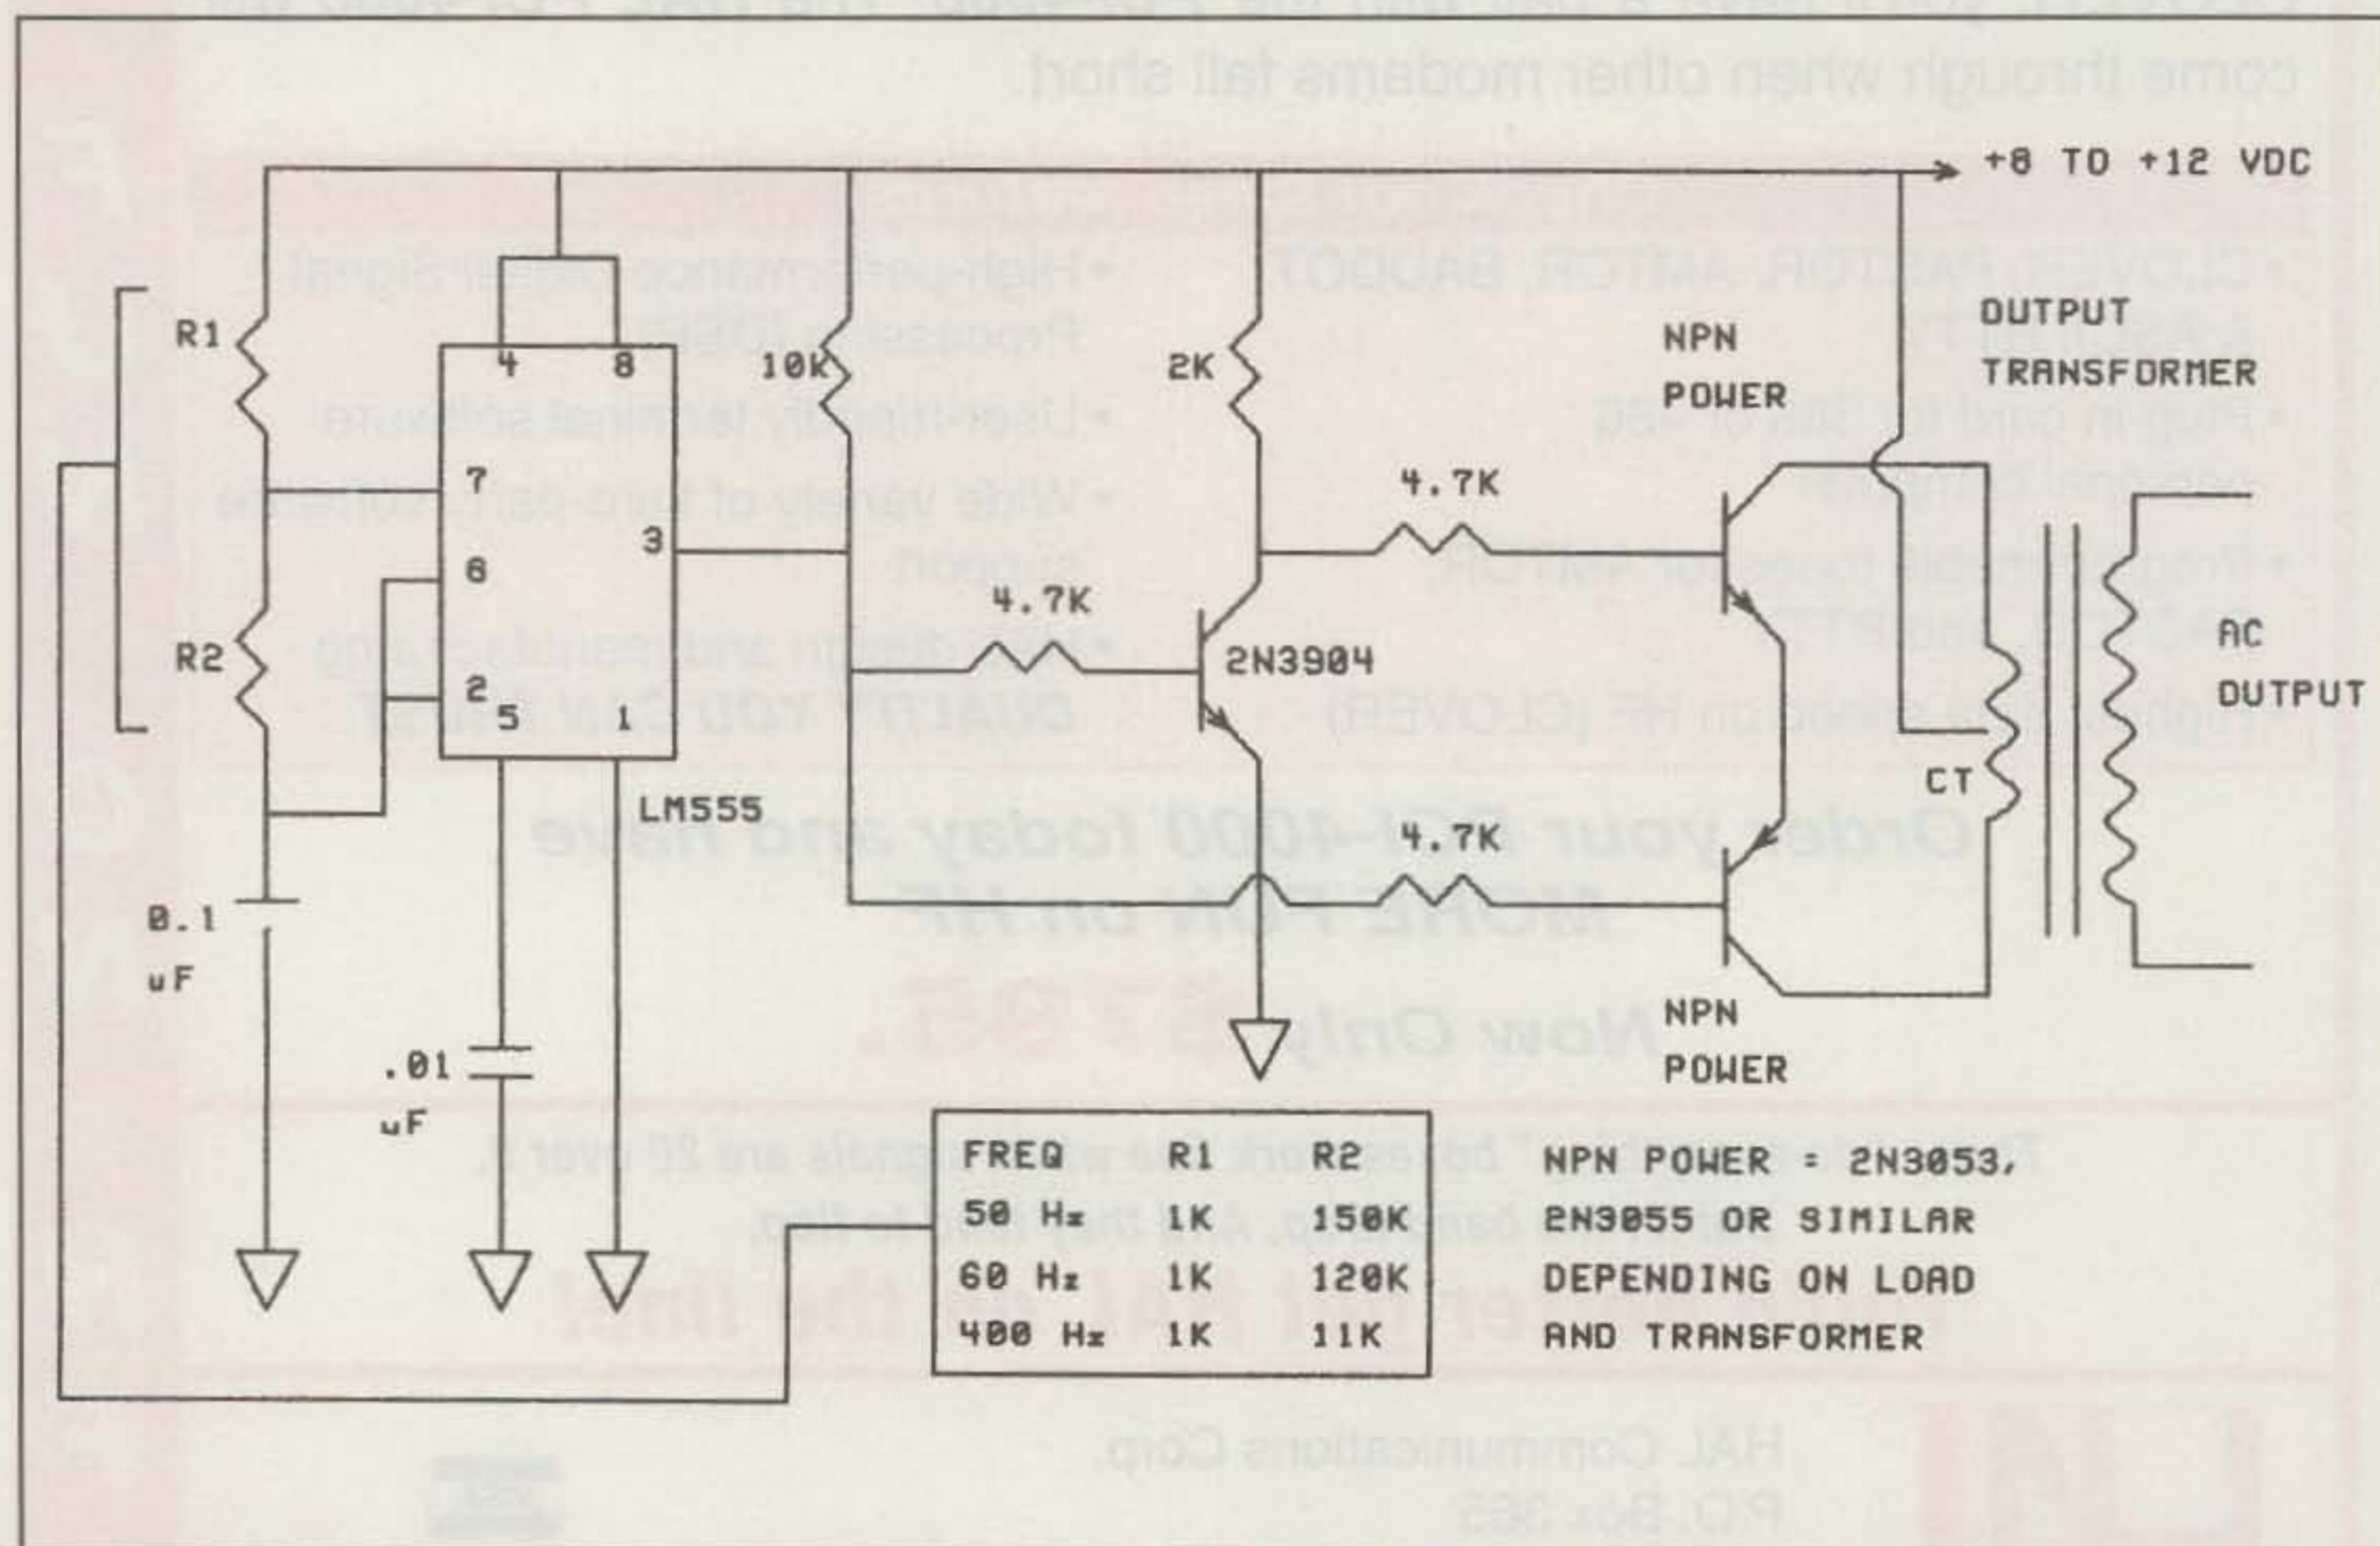 +8 TO +12 VDC
R1
4
8
10K
2K
NPN
POWER
OUTPUT
TRANSFORMER
7
4.7K
3
6
4.7K
R2
2
2N3904
AC
OUTPUT
5
1
CT
LM555
4.7K
0.1
uF
NPN
POWER
.01
uF
FREQ R1 R2
50 Hz 1K 150K
60 Hz 1K 120K
400 Hz 1K 11K
NPN POWER = 2N3053,
2N3055 OR SIMILAR
DEPENDING ON LOAD
AND TRANSFORMER
come through when other modems fall short.
Order your PCI-4000 today and have
MORE FUN on HF
Now Only
HAL Communications Corp.
P.O. Box 365